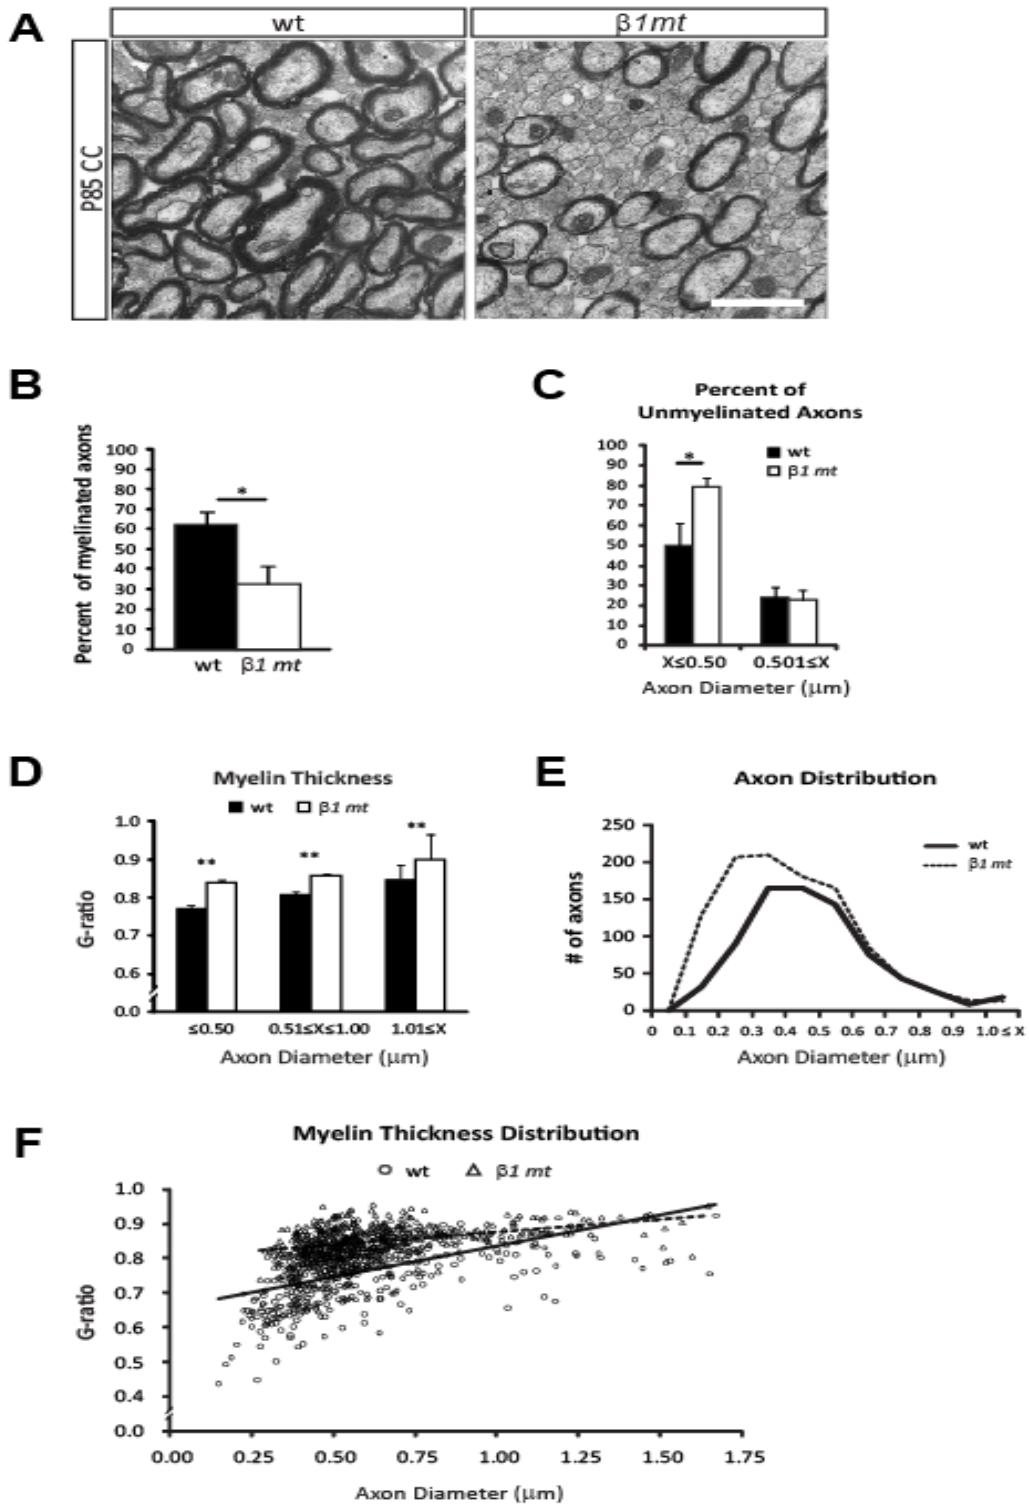 A
wt
β1mt
P85 CC
B
Percent of myelinated axons
100
90
80
70
60
50
40
30
20
10
0
*
wt
β1 mt
C
Percent of
Unmyelinated Axons
100
90
80
70
60
50
40
30
20
10
0
*
wt
β1 mt
X≤0.50
0.501≤X
Axon Diameter (μm)
D
Myelin Thickness
wt
β1 mt
G-ratio
1.0
0.9
0.8
0.7
0.6
0.0
**
**
**
≤0.50
0.51≤X≤1.00
1.01≤X
Axon Diameter (μm)
E
Axon Distribution
wt
β1 mt
# of axons
250
200
150
100
50
0
0 0.1 0.2 0.3 0.4 0.5 0.6 0.7 0.8 0.9 1.0 ≤ X
Axon Diameter (μm)
F
Myelin Thickness Distribution
wt
β1 mt
G-ratio
1.0
0.9
0.8
0.7
0.6
0.5
0.4
0.0
0.00 0.25 0.50 0.75 1.00 1.25 1.50 1.75
Axon Diameter (μm)